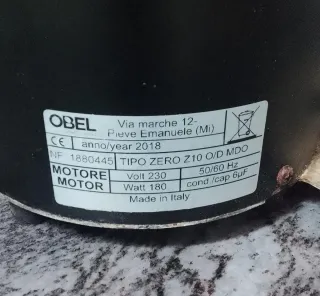 OBEL Via marche 12-
Pieve Emanuele (Mi)
CE anno/year 2018
NF 1880445 TIPO ZERO Z10 O/D MDO
MOTORE Volt 230 50/60 Hz
MOTOR Watt 180 cond./cap 6µF
Made in Italy